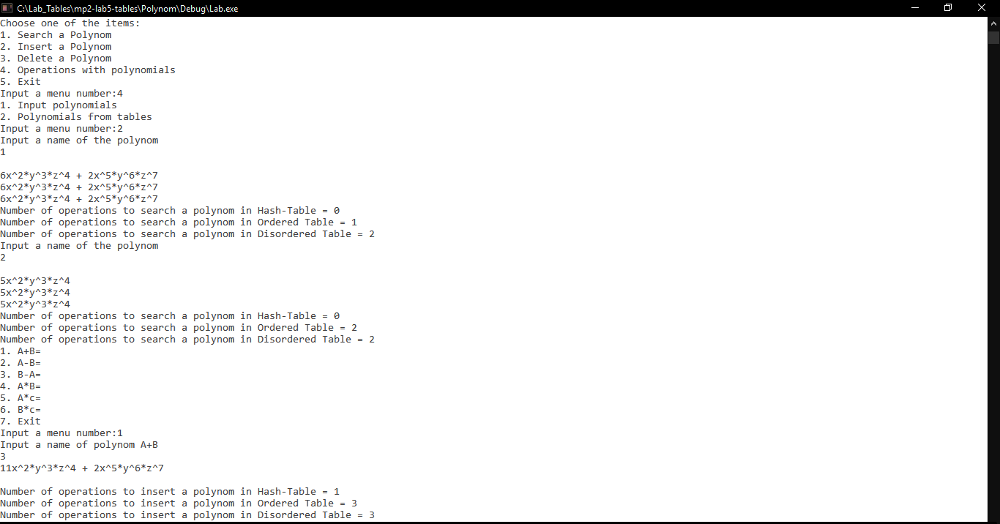 C:\Lab_Tables\mp2-lab5-tables\Polynom\Debug\Lab.exe
Choose one of the items:
1. Search a Polynom
2. Insert a Polynom
3. Delete a Polynom
4. Operations with polynomials
5. Exit
Input a menu number:4
1. Input polynomials
2. Polynomials from tables
Input a menu number:2
Input a name of the polynom
1
6x^2*y^3*z^4 + 2x^5*y^6*z^7
6x^2*y^3*z^4 + 2x^5*y^6*z^7
6x^2*y^3*z^4 + 2x^5*y^6*z^7
Number of operations to search a polynom in Hash-Table = 0
Number of operations to search a polynom in Ordered Table = 1
Number of operations to search a polynom in Disordered Table = 2
Input a name of the polynom
2
5x^2*y^3*z^4
5x^2*y^3*z^4
5x^2*y^3*z^4
Number of operations to search a polynom in Hash-Table = 0
Number of operations to search a polynom in Ordered Table = 2
Number of operations to search a polynom in Disordered Table = 2
1. A+B=
2. A-B=
3. B-A=
4. A*B=
5. A*c=
6. B*c=
7. Exit
Input a menu number:1
Input a name of polynom A+B
3
11x^2*y^3*z^4 + 2x^5*y^6*z^7
Number of operations to insert a polynom in Hash-Table = 1
Number of operations to insert a polynom in Ordered Table = 3
Number of operations to insert a polynom in Disordered Table = 3